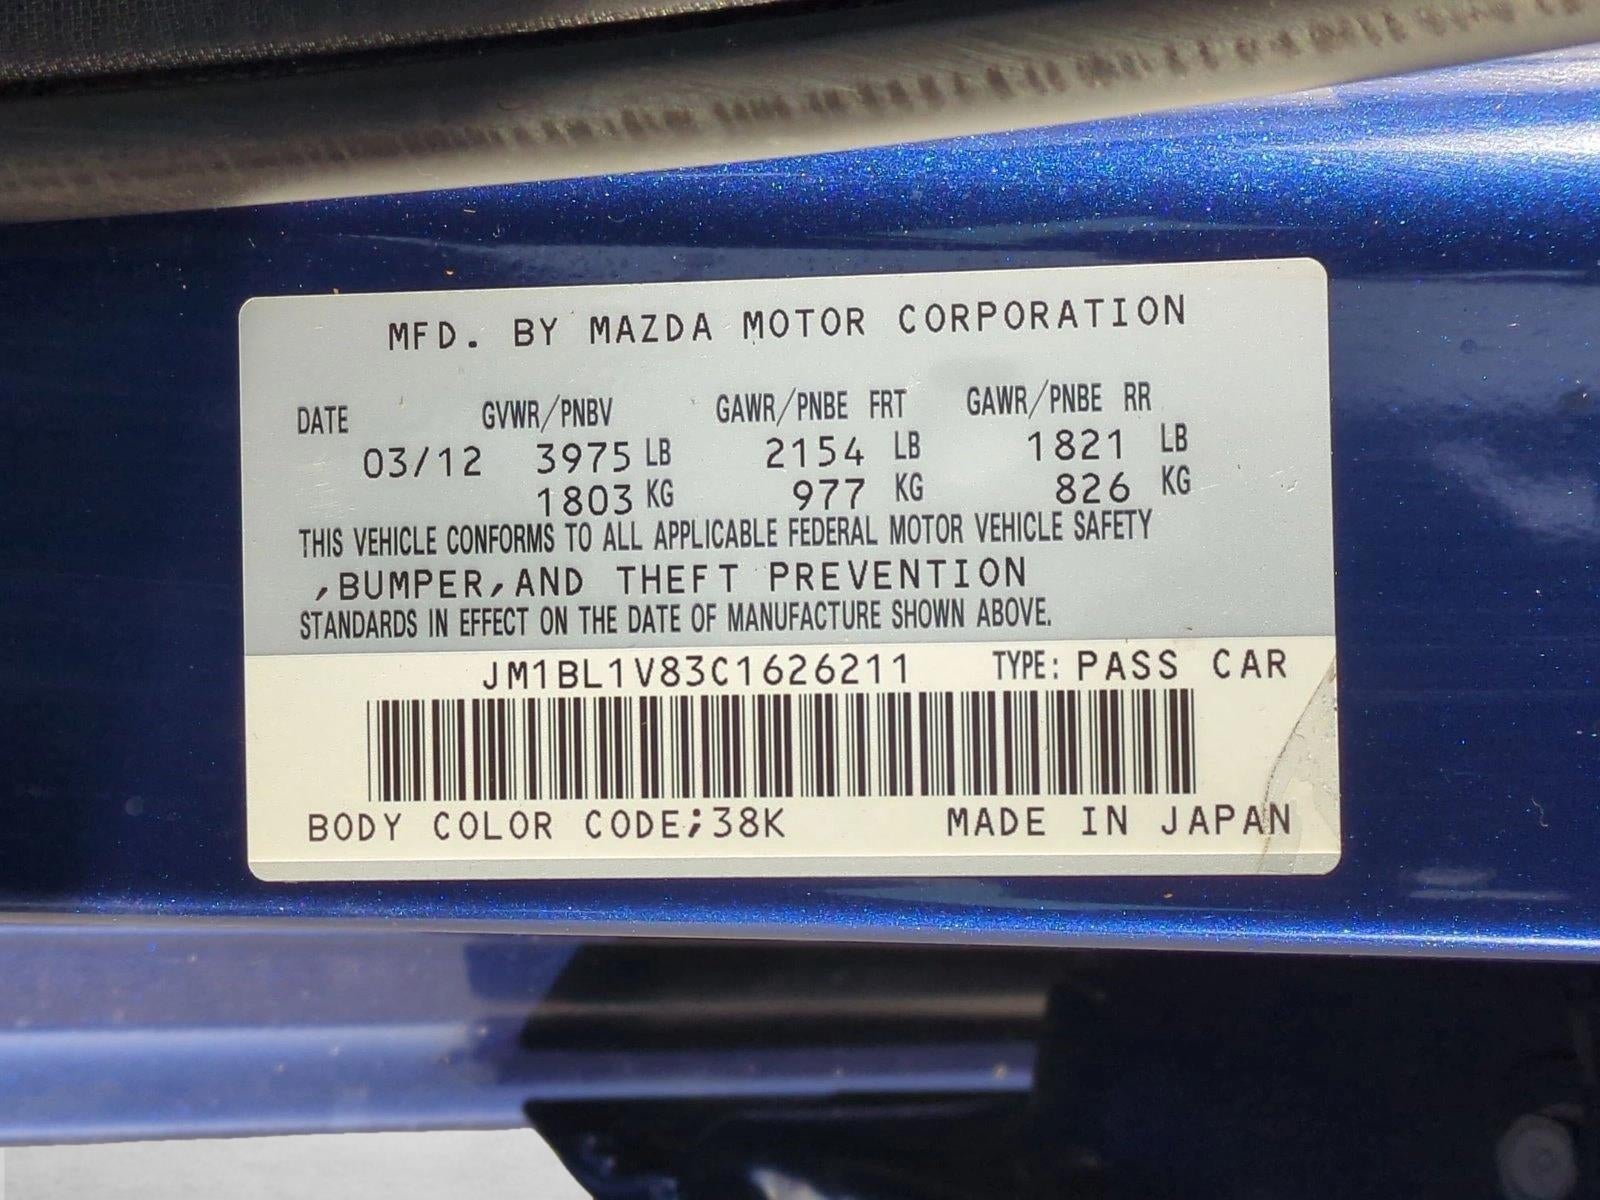 MFD. BY MAZDA MOTOR CORPORATION
DATE GVWR/PNBV GAWR/PNBE FRT GAWR/PNBE RR
03/12 3975 LB 2154 LB 1821 LB
1803 KG 977 KG 826 KG
THIS VEHICLE CONFORMS TO ALL APPLICABLE FEDERAL MOTOR VEHICLE SAFETY
,BUMPER,AND THEFT PREVENTION
STANDARDS IN EFFECT ON THE DATE OF MANUFACTURE SHOWN ABOVE.
JM1BL1V83C1626211 TYPE: PASS CAR
BODY COLOR CODE;38K MADE IN JAPAN